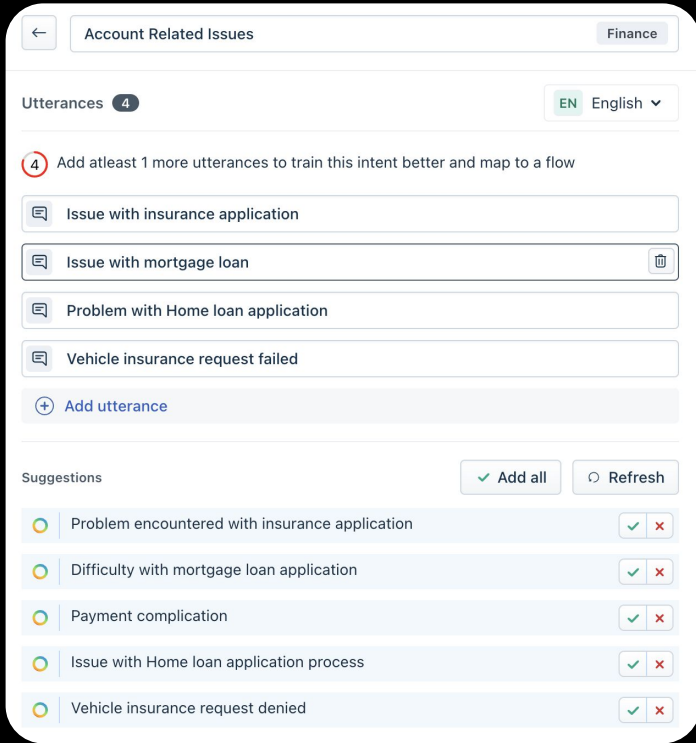 Account Related Issues Finance
Utterances 4
EN English
4 Add atleast 1 more utterances to train this intent better and map to a flow
Issue with insurance application
Issue with mortgage loan
Problem with Home loan application
Vehicle insurance request failed
Add utterance
Suggestions Add all Refresh
Problem encountered with insurance application
Difficulty with mortgage loan application
Payment complication
Issue with Home loan application process
Vehicle insurance request denied